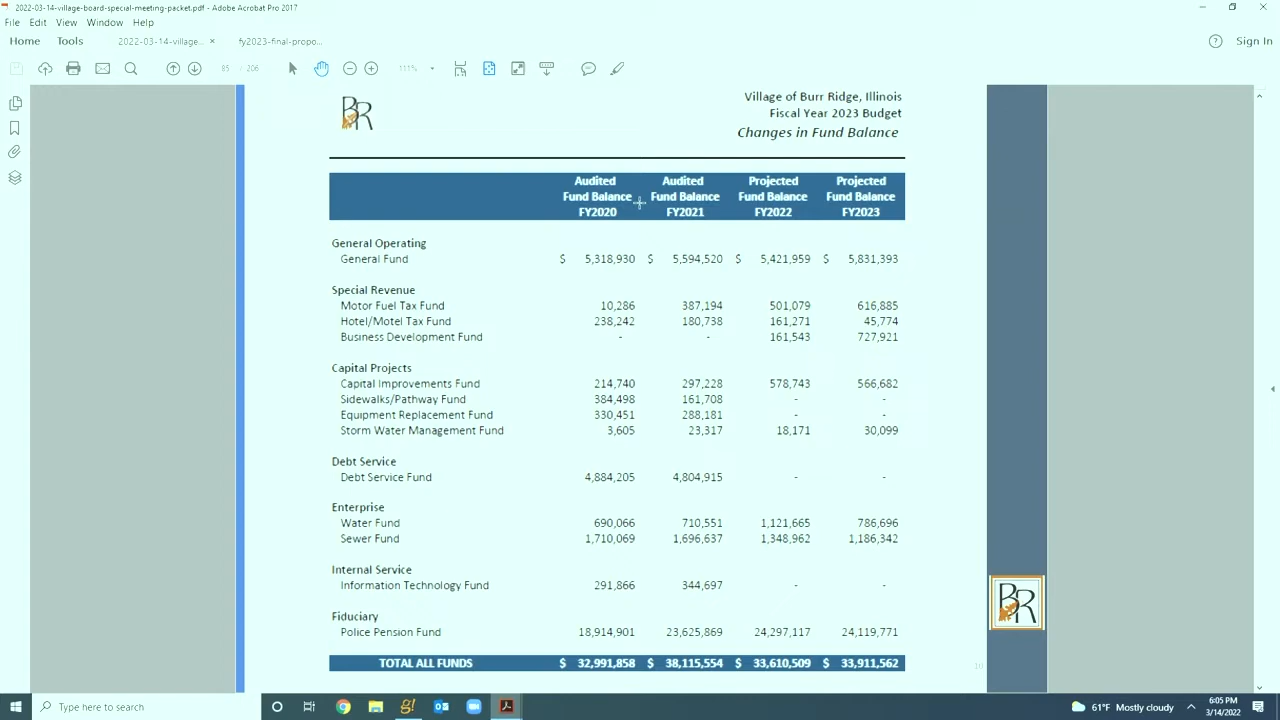 2022-03-14-village-board-special-meeting-packet.pdf - Adobe Acrobat Pro 2017
File Edit View Window Help
Home Tools 2022-03-14-village... × fy2023-final-propo... Sign In
85 / 206 111%
BR
Village of Burr Ridge, Illinois
Fiscal Year 2023 Budget
Changes in Fund Balance
Audited Audited Projected Projected
Fund Balance Fund Balance Fund Balance Fund Balance
FY2020 FY2021 FY2022 FY2023
General Operating
General Fund $ 5,318,930 $ 5,594,520 $ 5,421,959 $ 5,831,393
Special Revenue
Motor Fuel Tax Fund 10,286 387,194 501,079 616,885
Hotel/Motel Tax Fund 238,242 180,738 161,271 45,774
Business Development Fund - - 161,543 727,921
Capital Projects
Capital Improvements Fund 214,740 297,228 578,743 566,682
Sidewalks/Pathway Fund 384,498 161,708 - -
Equipment Replacement Fund 330,451 288,181 - -
Storm Water Management Fund 3,605 23,317 18,171 30,099
Debt Service
Debt Service Fund 4,884,205 4,804,915 - -
Enterprise
Water Fund 690,066 710,551 1,121,665 786,696
Sewer Fund 1,710,069 1,696,637 1,348,962 1,186,342
Internal Service
Information Technology Fund 291,866 344,697 - -
Fiduciary
Police Pension Fund 18,914,901 23,625,869 24,297,117 24,119,771
BR
TOTAL ALL FUNDS $ 32,991,858 $ 38,115,554 $ 33,610,509 $ 33,911,562
10
Type here to search
61°F Mostly cloudy
6:05 PM
3/14/2022